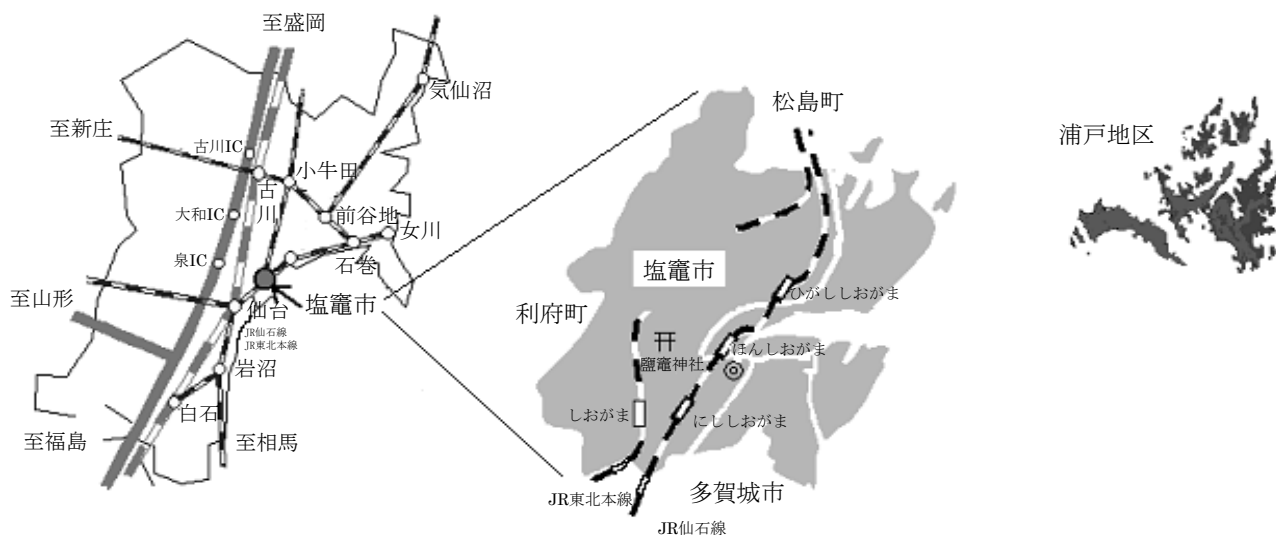 至盛岡
気仙沼
至新庄
古川IC
小牛田
古川
大和IC
前谷地
女川
泉IC
石巻
至山形
仙台
塩竈市
JR仙石線
JR東北本線
岩沼
白石
至福島
至相馬
松島町
塩竈市
ひがししおがま
利府町
鹽竈神社
ほんしおがま
しおがま
にししおがま
JR東北本線
多賀城市
JR仙石線
浦戸地区